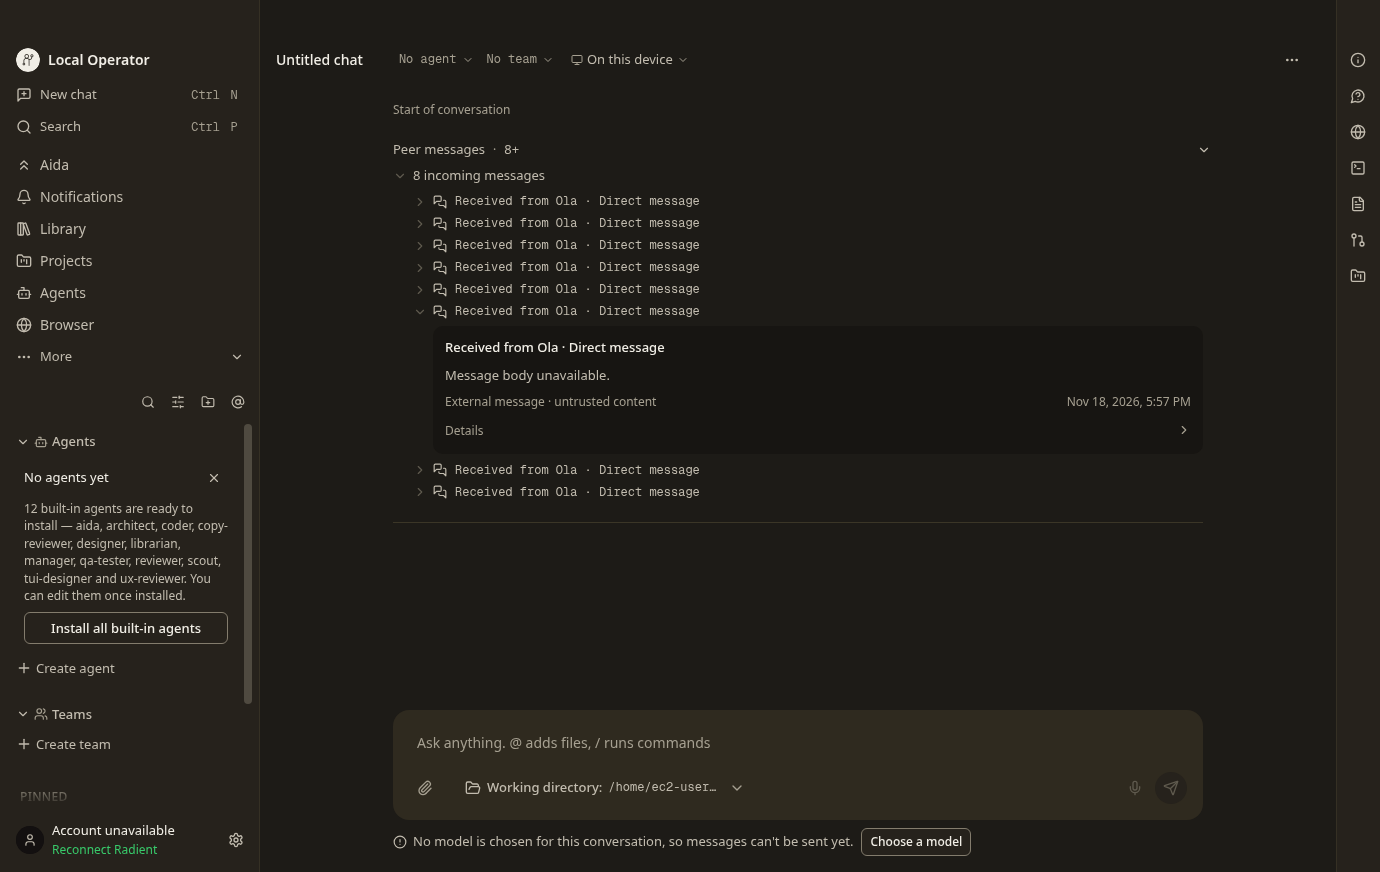 Local Operator
New chat Ctrl N
Search Ctrl P
Aida
Notifications
Library
Projects
Agents
Browser
More
Agents
No agents yet
12 built-in agents are ready to
install — aida, architect, coder, copy-
reviewer, designer, librarian,
manager, qa-tester, reviewer, scout,
tui-designer and ux-reviewer. You
can edit them once installed.
Install all built-in agents
Create agent
Teams
Create team
PINNED
Account unavailable
Reconnect Radient
Untitled chat No agent No team On this device
Start of conversation
Peer messages · 8+
8 incoming messages
Received from Ola · Direct message
Received from Ola · Direct message
Received from Ola · Direct message
Received from Ola · Direct message
Received from Ola · Direct message
Received from Ola · Direct message
Received from Ola · Direct message
Message body unavailable.
External message · untrusted content Nov 18, 2026, 5:57 PM
Details
Received from Ola · Direct message
Received from Ola · Direct message
Ask anything. @ adds files, / runs commands
Working directory: /home/ec2-user…
No model is chosen for this conversation, so messages can't be sent yet. Choose a model